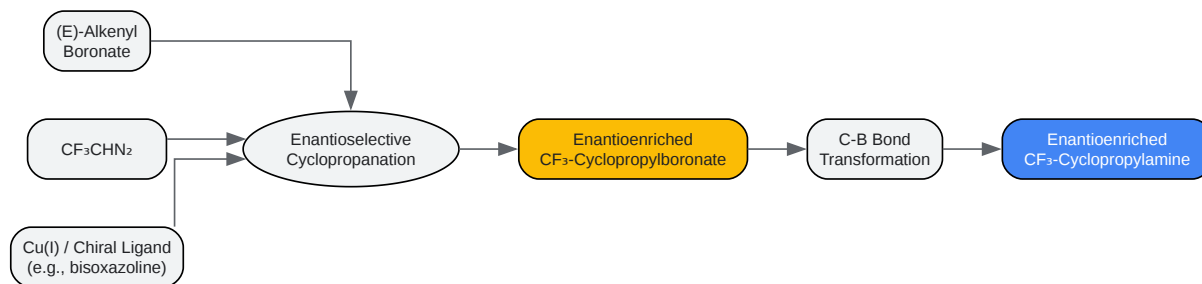 (E)-Alkenyl
Boronate
CF₃CHN₂
Cu(I) / Chiral Ligand
(e.g., bisoxazoline)
Enantioselective
Cyclopropanation
Enantioenriched
CF₃-Cyclopropylboronate
C-B Bond
Transformation
Enantioenriched
CF₃-Cyclopropylamine